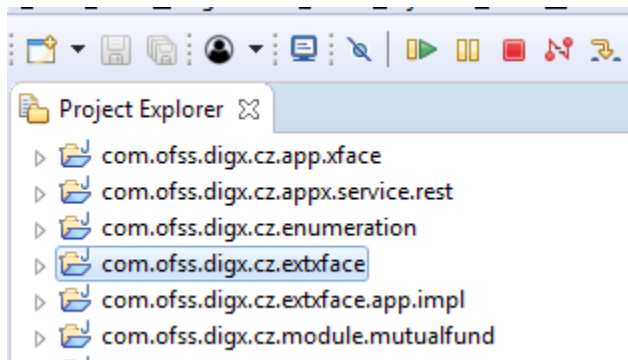 Project Explorer
com.ofss.digx.cz.app.xface
com.ofss.digx.cz.appx.service.rest
com.ofss.digx.cz.enumeration
com.ofss.digx.cz.extxface
com.ofss.digx.cz.extxface.app.impl
com.ofss.digx.cz.module.mutualfund